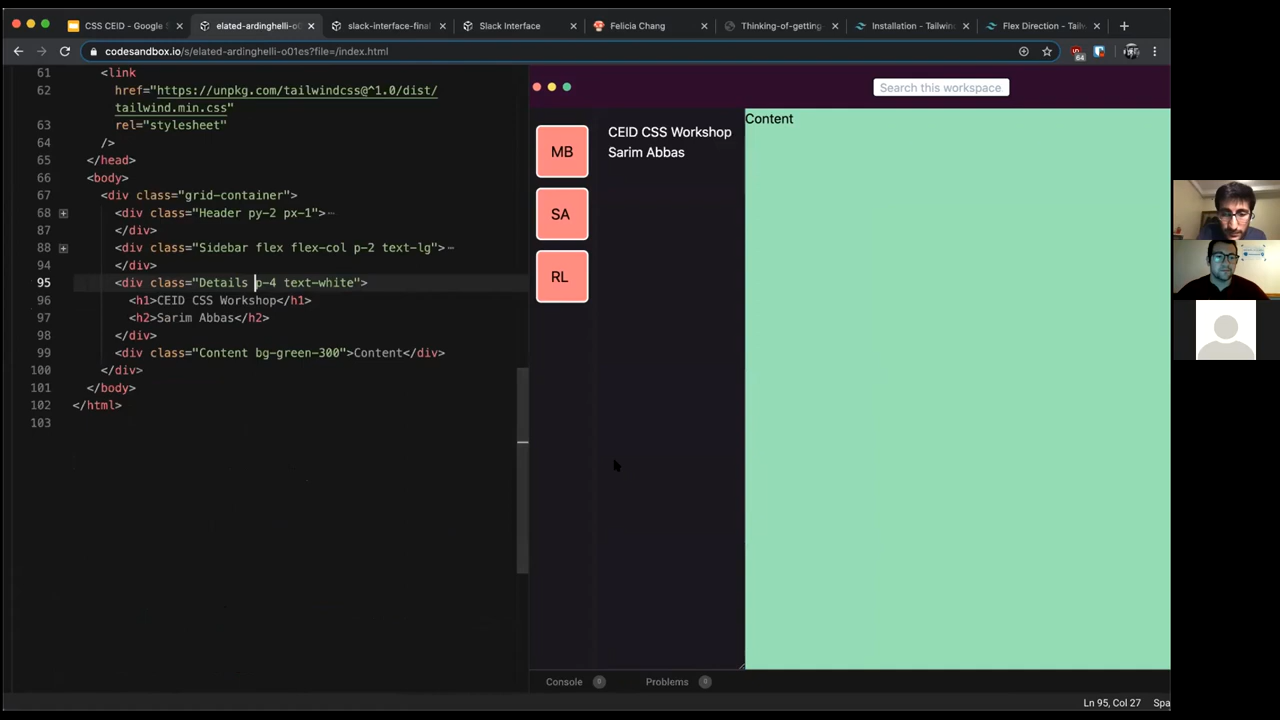 CSS CEID - Google S
elated-ardinghelli-o01es
slack-interface-final
Slack Interface
Felicia Chang
Thinking-of-getting
Installation - Tailwin
Flex Direction - Tailw
codesandbox.io/s/elated-ardinghelli-o01es?file=/index.html
64
61 <link
62 href="https://unpkg.com/tailwindcss@^1.0/dist/
tailwind.min.css"
63 rel="stylesheet"
64 />
65 </head>
66 <body>
67 <div class="grid-container">
68 <div class="Header py-2 px-1">…
87 </div>
88 <div class="Sidebar flex flex-col p-2 text-lg">…
94 </div>
95 <div class="Details p-4 text-white">
96 <h1>CEID CSS Workshop</h1>
97 <h2>Sarim Abbas</h2>
98 </div>
99 <div class="Content bg-green-300">Content</div>
100 </div>
101 </body>
102 </html>
103
Search this workspace
MB
SA
RL
CEID CSS Workshop
Sarim Abbas
Content
Console 0
Problems 0
Ln 95, Col 27 Spa